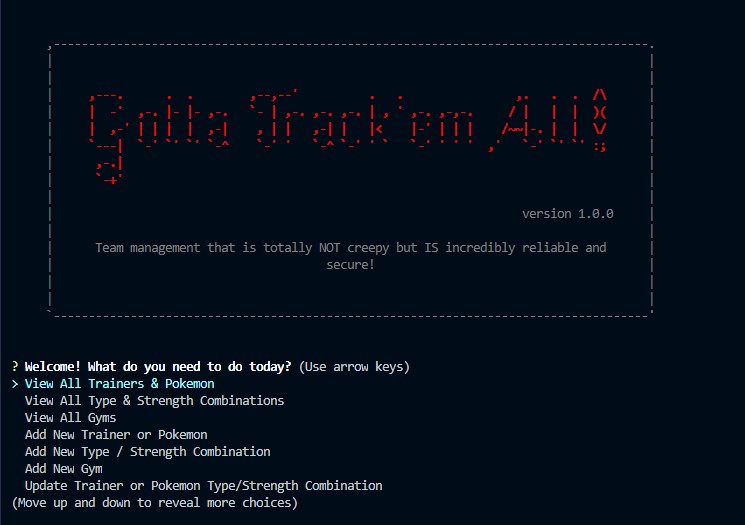 Gotta Track'em All!
version 1.0.0
Team management that is totally NOT creepy but IS incredibly reliable and
secure!
? Welcome! What do you need to do today? (Use arrow keys)
> View All Trainers & Pokemon
View All Type & Strength Combinations
View All Gyms
Add New Trainer or Pokemon
Add New Type / Strength Combination
Add New Gym
Update Trainer or Pokemon Type/Strength Combination
(Move up and down to reveal more choices)